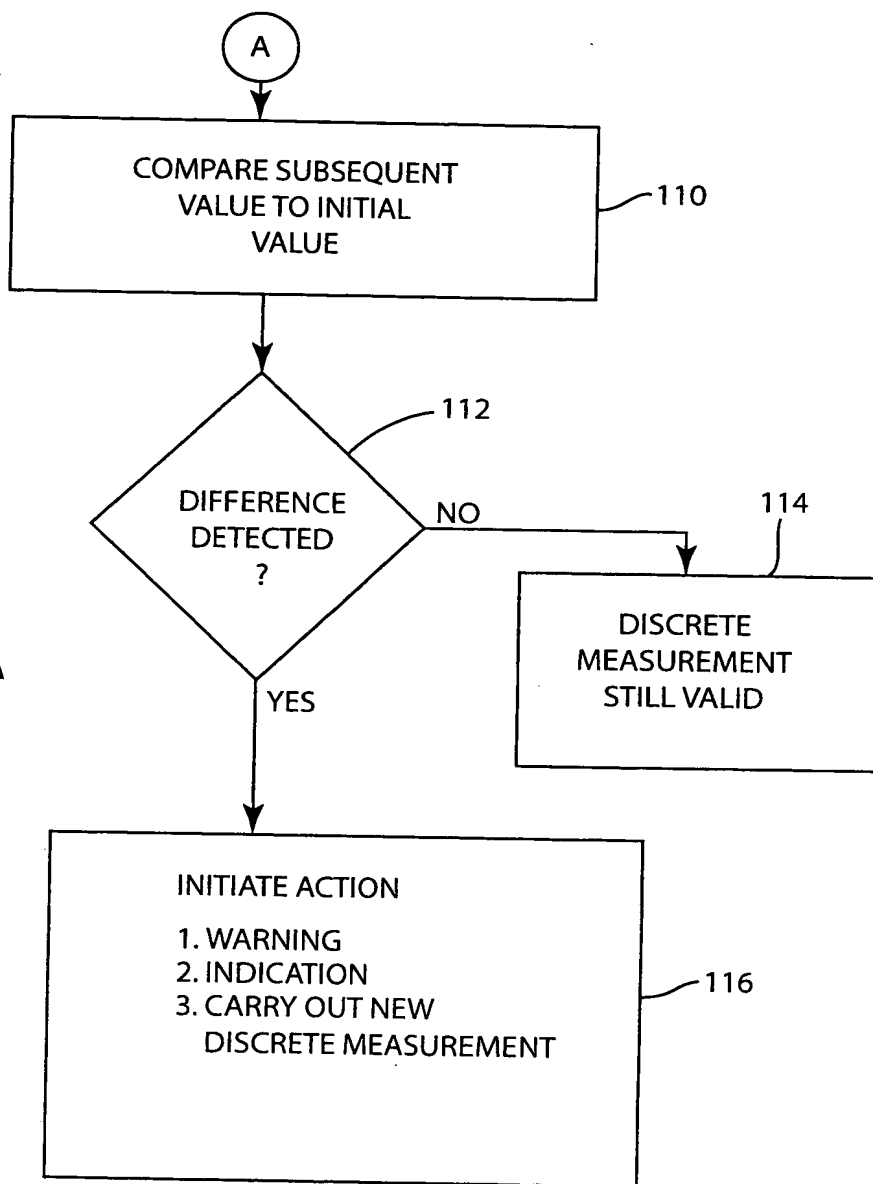 A
COMPARE SUBSEQUENT
VALUE TO INITIAL
VALUE
110
112
DIFFERENCE
DETECTED
?
NO
114
DISCRETE
MEASUREMENT
STILL VALID
YES
INITIATE ACTION
1. WARNING
2. INDICATION
3. CARRY OUT NEW
DISCRETE MEASUREMENT
116